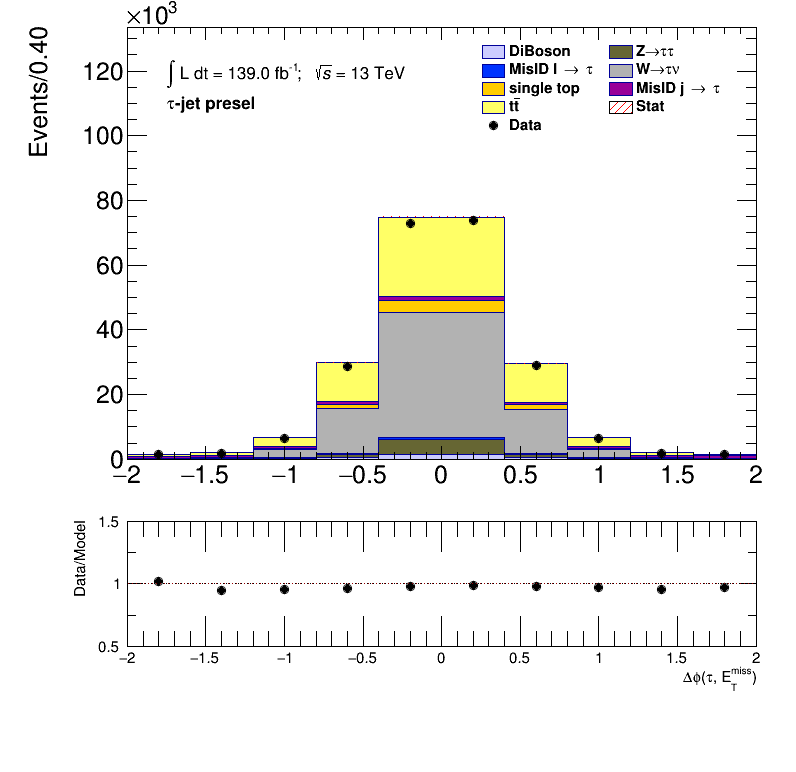 ×10³
Events/0.40
∫ L dt = 139.0 fb⁻¹; √s = 13 TeV
τ-jet presel
DiBoson
MisID l → τ
single top
tt̄
Data
Z→ττ
W→τν
MisID j → τ
Stat
120
100
80
60
40
20
0
−2 −1.5 −1 −0.5 0 0.5 1 1.5 2
Data/Model
1.5
1
0.5
−2 −1.5 −1 −0.5 0 0.5 1 1.5 2
Δϕ(τ, E_T^miss)